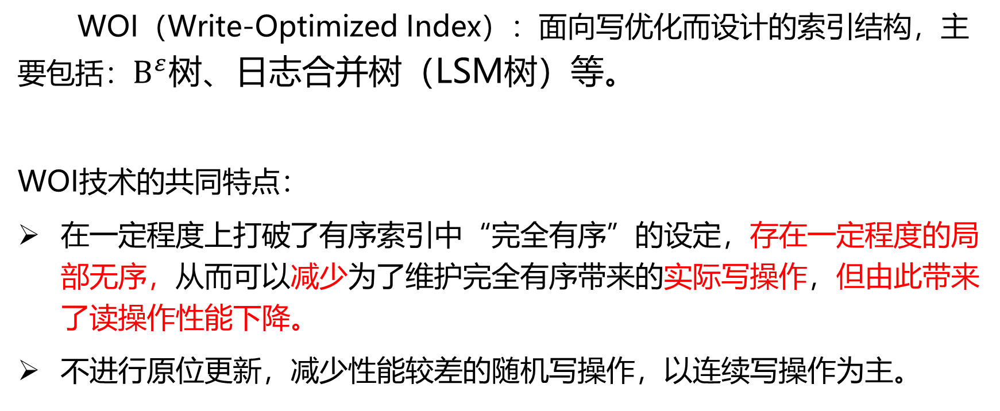 WOI（Write-Optimized Index）：面向写优化而设计的索引结构，主
要包括：B^ε树、日志合并树（LSM树）等。
WOI技术的共同特点：
➢ 在一定程度上打破了有序索引中“完全有序”的设定，存在一定程度的局
部无序，从而可以减少为了维护完全有序带来的实际写操作，但由此带来
了读操作性能下降。
➢ 不进行原位更新，减少性能较差的随机写操作，以连续写操作为主。